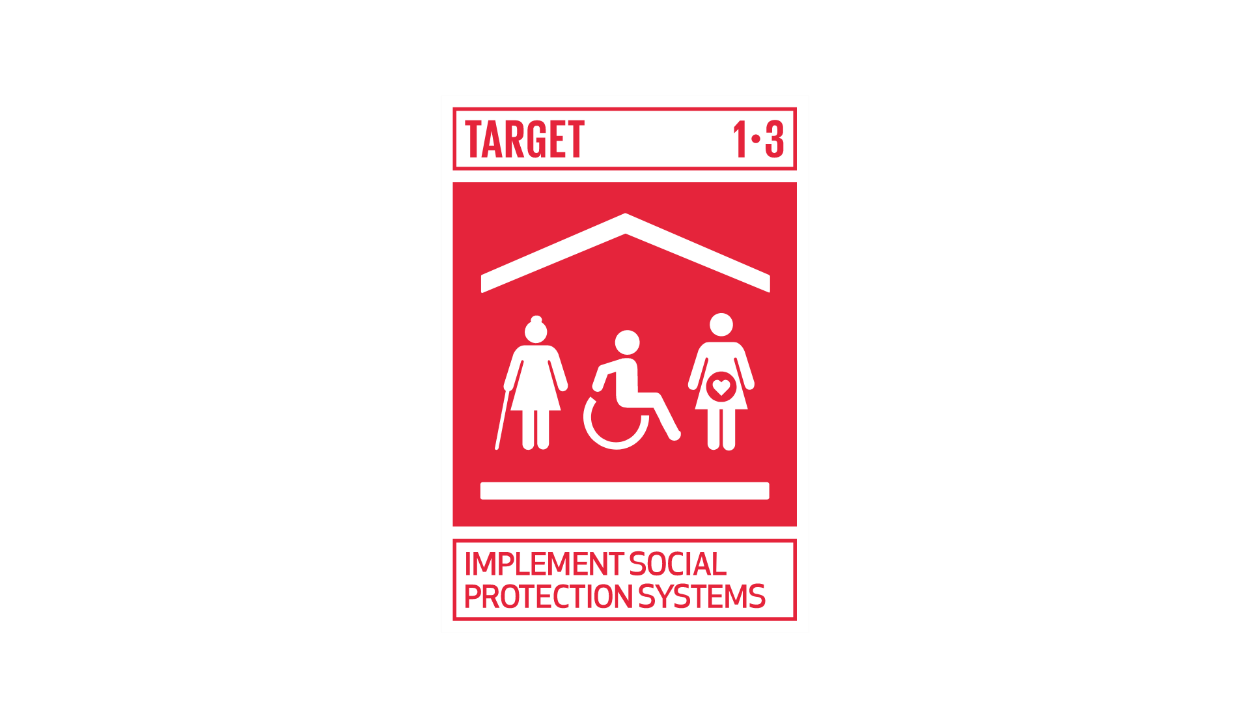 TARGET 1·3
IMPLEMENT SOCIAL
PROTECTION SYSTEMS